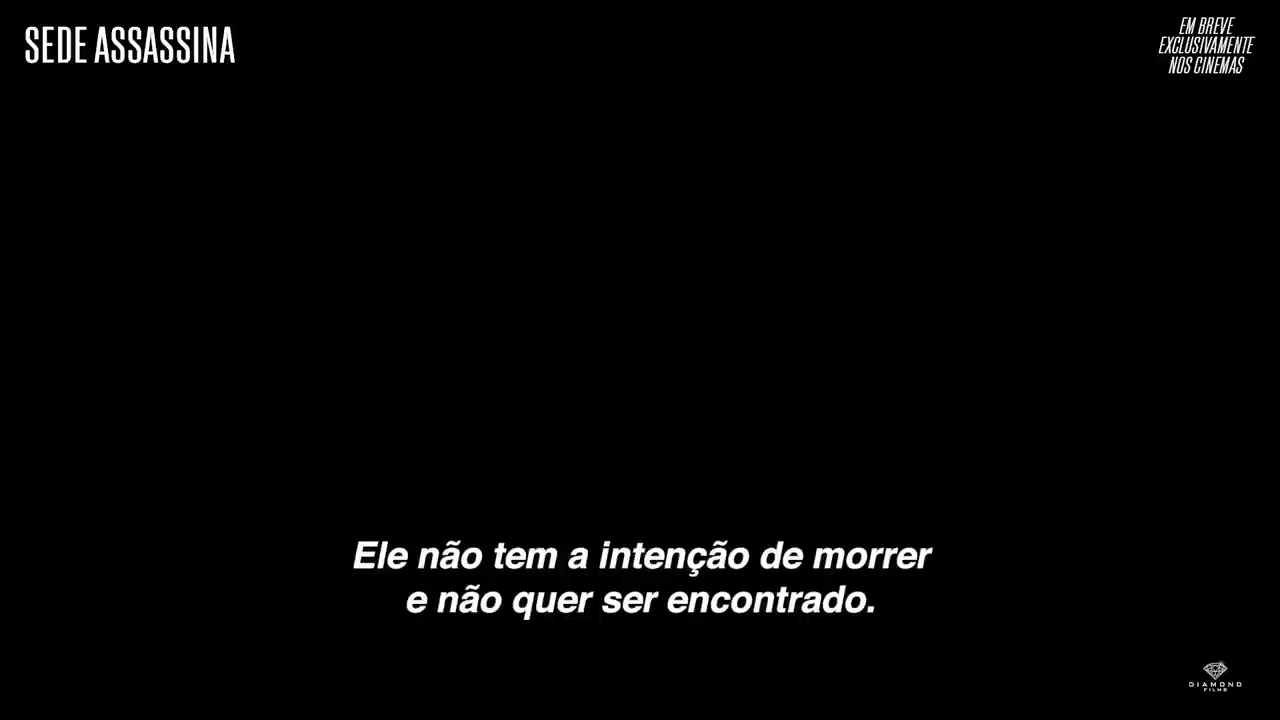 SEDE ASSASSINA
EM BREVE
EXCLUSIVAMENTE
NOS CINEMAS
Ele não tem a intenção de morrer
e não quer ser encontrado.
DIAMOND
FILMS